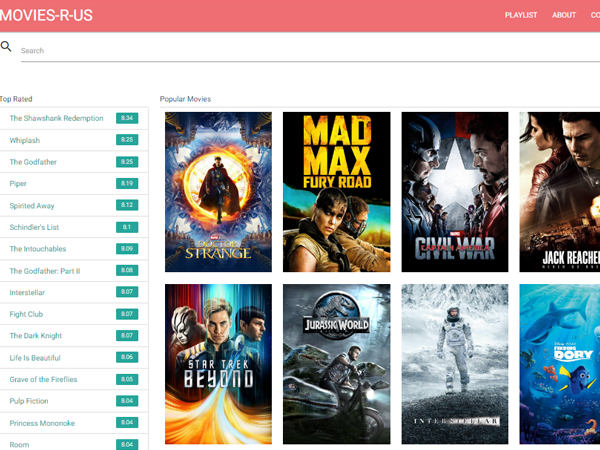 MOVIES-R-US
PLAYLIST
ABOUT
CO
Search
Top Rated
The Shawshank Redemption 8.34
Whiplash 8.25
The Godfather 8.25
Piper 8.19
Spirited Away 8.12
Schindler's List 8.1
The Intouchables 8.09
The Godfather: Part II 8.08
Interstellar 8.07
Fight Club 8.07
The Dark Knight 8.07
Life Is Beautiful 8.06
Grave of the Fireflies 8.05
Pulp Fiction 8.04
Princess Mononoke 8.04
Room 8.04
Popular Movies
DOCTOR
STRANGE
MAD
MAX
FURY ROAD
MARVEL
CAPTAIN AMERICA
CIVIL WAR
JACK REACHER
NEVER GO BACK
STAR TREK
BEYOND
JURASSIC WORLD
INTERSTELLAR
FINDING
DORY